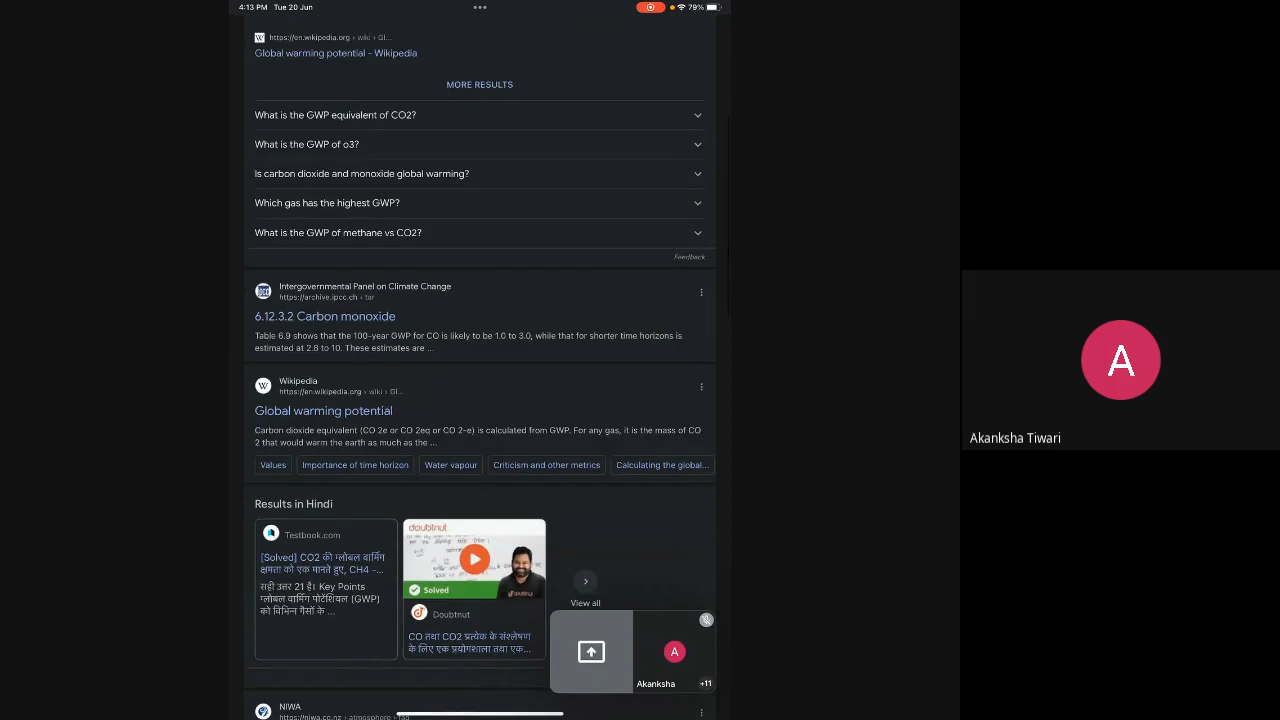 4:13 PM Tue 20 Jun
79%
https://en.wikipedia.org › wiki › Gl...
Global warming potential - Wikipedia
MORE RESULTS
What is the GWP equivalent of CO2?
What is the GWP of o3?
Is carbon dioxide and monoxide global warming?
Which gas has the highest GWP?
What is the GWP of methane vs CO2?
Feedback
Intergovernmental Panel on Climate Change
https://archive.ipcc.ch › tar
6.12.3.2 Carbon monoxide
Table 6.9 shows that the 100-year GWP for CO is likely to be 1.0 to 3.0, while that for shorter time horizons is
estimated at 2.8 to 10. These estimates are ...
Wikipedia
https://en.wikipedia.org › wiki › Gl...
Global warming potential
Carbon dioxide equivalent (CO 2e or CO 2eq or CO 2-e) is calculated from GWP. For any gas, it is the mass of CO
2 that would warm the earth as much as the ...
Values Importance of time horizon Water vapour Criticism and other metrics Calculating the global...
Results in Hindi
Testbook.com
[Solved] CO2 की ग्लोबल वार्मिंग
क्षमता को एक मानते हुए, CH4 -...
सही उत्तर 21 है। Key Points
ग्लोबल वार्मिंग पोटेंशियल (GWP)
को विभिन्न गैसों के ...
doubtnut
Solved
Doubtnut
CO तथा CO2 प्रत्येक के संश्लेषण
के लिए एक प्रयोगशाला तथा एक...
View all
A
Akanksha
+11
NIWA
https://niwa.co.nz › atmosphere
A
Akanksha Tiwari